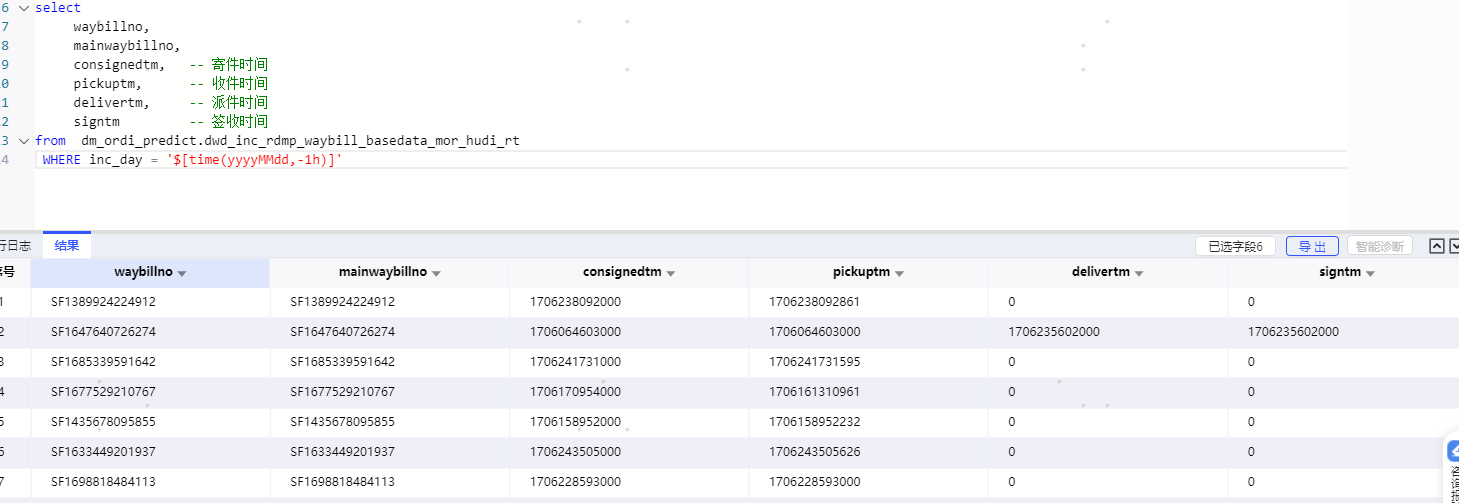 6 select
7 waybillno,
8 mainwaybillno,
9 consignedtm, -- 寄件时间
0 pickuptm, -- 收件时间
1 delivertm, -- 派件时间
2 signtm -- 签收时间
3 from dm_ordi_predict.dwd_inc_rdmp_waybill_basedata_mor_hudi_rt
4 WHERE inc_day = '$[time(yyyyMMdd,-1h)]'
行日志 结果 已选字段6 导出 智能诊断
序号 waybillno mainwaybillno consignedtm pickuptm delivertm signtm
1 SF1389924224912 SF1389924224912 1706238092000 1706238092861 0 0
2 SF1647640726274 SF1647640726274 1706064603000 1706064603000 1706235602000 1706235602000
3 SF1685339591642 SF1685339591642 1706241731000 1706241731595 0 0
4 SF1677529210767 SF1677529210767 1706170954000 1706161310961 0 0
5 SF1435678095855 SF1435678095855 1706158952000 1706158952232 0 0
6 SF1633449201937 SF1633449201937 1706243505000 1706243505626 0 0
7 SF1698818484113 SF1698818484113 1706228593000 1706228593000 0 0
咨询